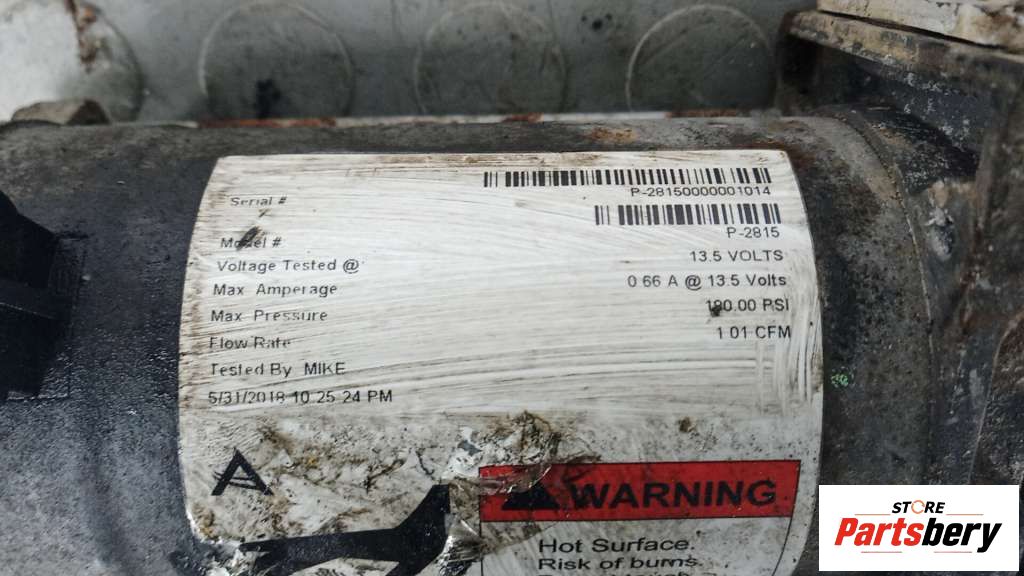 Serial #
P-28150000001014
Model #
P-2815
Voltage Tested @
13.5 VOLTS
Max Amperage
0.66 A @ 13.5 Volts
Max Pressure
PSI
Flow Rate
1.01 CFM
Tested By MIKE
5/31/2018 10:25:24 PM
WARNING
Hot Surface.
Risk of burns.
STORE
Partsbery